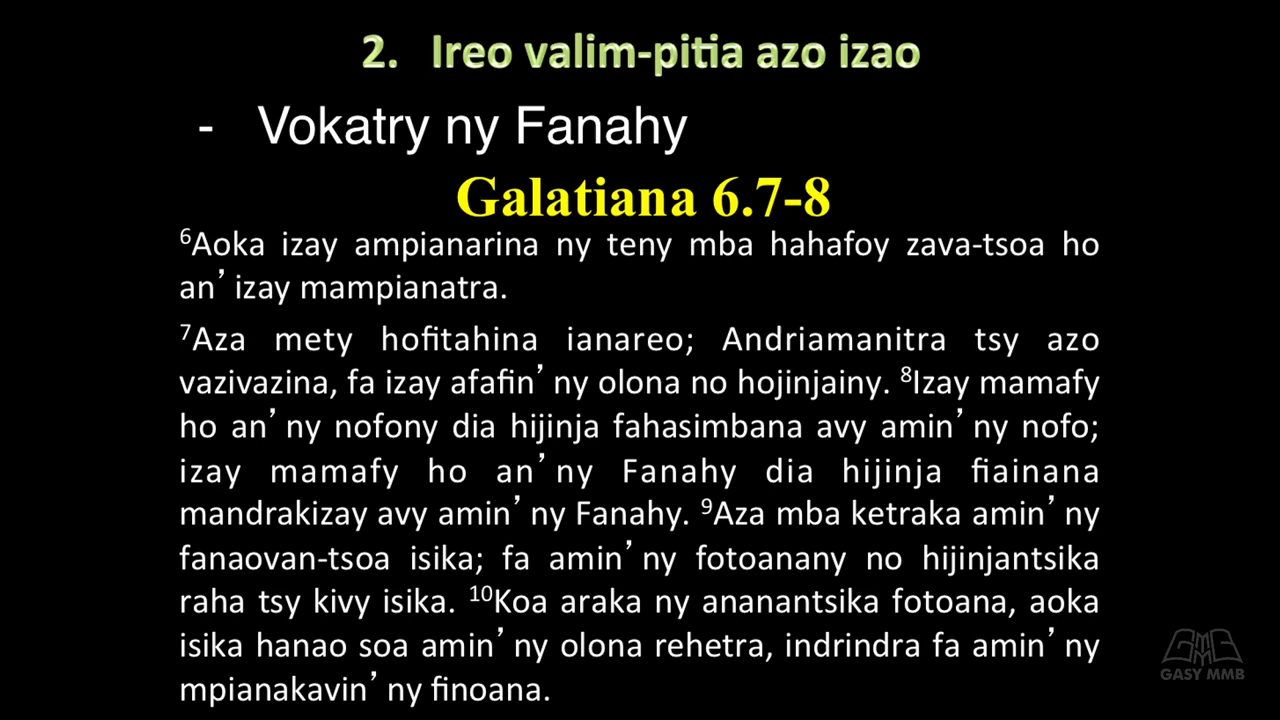 2. Ireo valim-pitia azo izao
- Vokatry ny Fanahy
Galatiana 6.7-8
⁶Aoka izay ampianarina ny teny mba hahafoy zava-tsoa ho
an’ izay mampianatra.
⁷Aza mety hofitahina ianareo; Andriamanitra tsy azo
vazivazina, fa izay afafin’ ny olona no hojinjainy. ⁸Izay mamafy
ho an’ ny nofony dia hijinja fahasimbana avy amin’ ny nofo;
izay mamafy ho an’ ny Fanahy dia hijinja fiainana
mandrakizay avy amin’ ny Fanahy. ⁹Aza mba ketraka amin’ ny
fanaovan-tsoa isika; fa amin’ ny fotoanany no hijinjantsika
raha tsy kivy isika. ¹⁰Koa araka ny ananantsika fotoana, aoka
isika hanao soa amin’ ny olona rehetra, indrindra fa amin’ ny
mpianakavin’ ny finoana.
GASY MMB